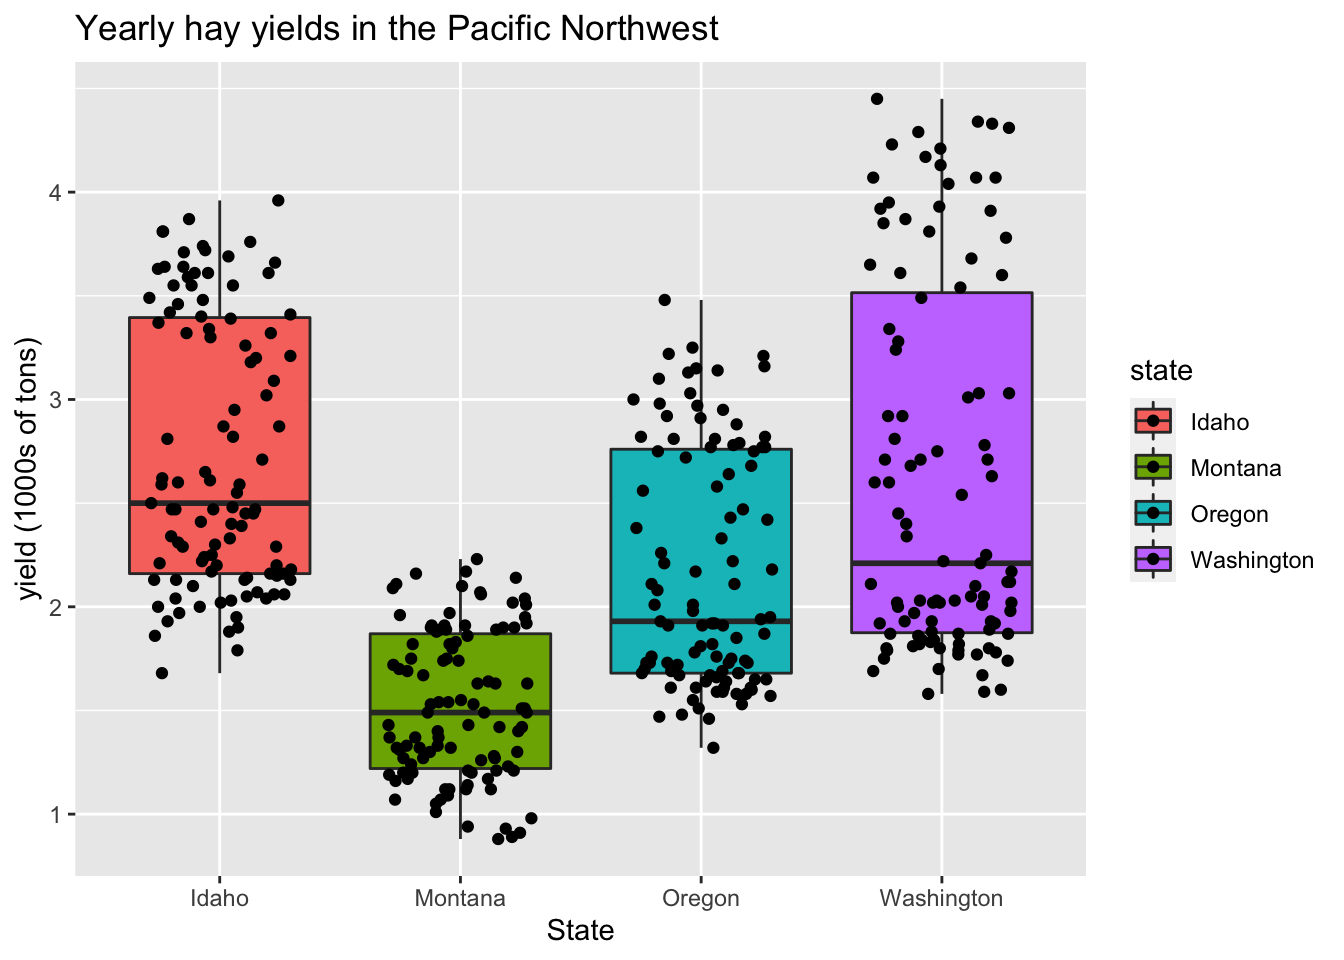 Yearly hay yields in the Pacific Northwest
yield (1000s of tons)
4
3
2
1
Idaho
Montana
Oregon
Washington
State
state
Idaho
Montana
Oregon
Washington